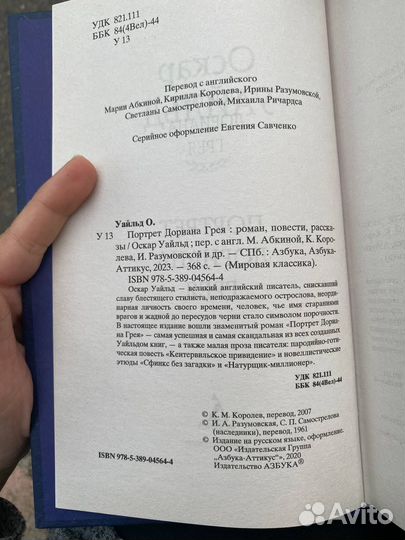 УДК 821.111
ББК 84(4Вел)-44
У 13
Перевод с английского
Марии Абкиной, Кирилла Королева, Ирины Разумовской,
Светланы Самостреловой, Михаила Ричардса
Серийное оформление Евгения Савченко
Уайльд О.
У 13 Портрет Дориана Грея : роман, повести, расска-
зы / Оскар Уайльд ; пер. с англ. М. Абкиной, К. Коро-
лева, И. Разумовской и др. — СПб. : Азбука, Азбука-
Аттикус, 2023. — 368 с. — (Мировая классика).
ISBN 978-5-389-04564-4
Оскар Уайльд — великий английский писатель, снискавший
славу блестящего стилиста, неподражаемого острослова, неорди-
нарная личность своего времени, человек, чье имя стараниями
врагов и жадной до пересудов черни стало символом порочности.
В настоящее издание вошли знаменитый роман «Портрет Дориа-
на Грея» — самая успешная и самая скандальная из всех созданных
Уайльдом книг, — а также малая проза писателя: пародийно-готи-
ческая повесть «Кентервильское привидение» и новеллистические
этюды «Сфинкс без загадки» и «Натурщик-миллионер».
УДК 821.111
ББК 84(4Вел)-44
© К. М. Королев, перевод, 2007
© И. А. Разумовская, С. П. Самострелова
(наследники), перевод, 1961
© Издание на русском языке, оформление.
ООО «Издательская Группа
„Азбука-Аттикус“, 2020
Издательство АЗБУКА®
ISBN 978-5-389-04564-4
Avito